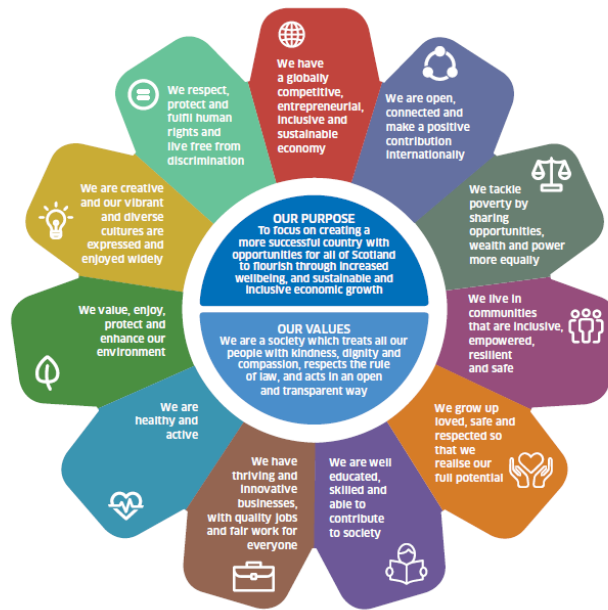 We have
a globally
competitive,
entrepreneurial,
inclusive and
sustainable
economy
We are open,
connected and
make a positive
contribution
internationally
We tackle
poverty by
sharing
opportunities,
wealth and power
more equally
We live in
communities
that are inclusive,
empowered,
resilient
and safe
We grow up
loved, safe and
respected so
that we
realise our
full potential
We are well
educated,
skilled and
able to
contribute
to society
We have
thriving and
innovative
businesses,
with quality jobs
and fair work for
everyone
We are
healthy and
active
We value, enjoy,
protect and
enhance our
environment
We are creative
and our vibrant
and diverse
cultures are
expressed and
enjoyed widely
We respect,
protect and
fulfil human
rights and
live free from
discrimination
OUR PURPOSE
To focus on creating a
more successful country with
opportunities for all of Scotland
to flourish through increased
wellbeing, and sustainable and
inclusive economic growth
OUR VALUES
We are a society which treats all our
people with kindness, dignity and
compassion, respects the rule
of law, and acts in an open
and transparent way